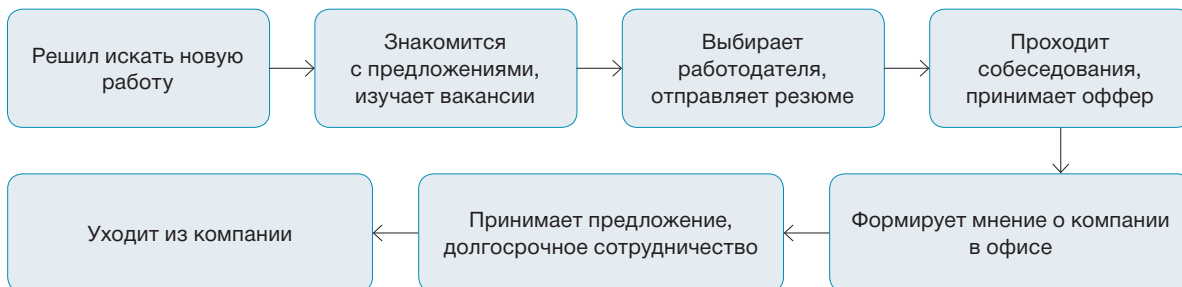 Решил искать новую
работу
Знакомится
с предложениями,
изучает вакансии
Выбирает
работодателя,
отправляет резюме
Проходит
собеседования,
принимает оффер
Формирует мнение о компании
в офисе
Принимает предложение,
долгосрочное сотрудничество
Уходит из компании